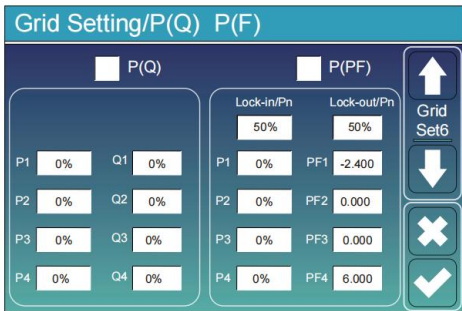 Grid Setting/P(Q) P(F)
P(Q)
P1 0% Q1 0%
P2 0% Q2 0%
P3 0% Q3 0%
P4 0% Q4 0%
P(PF)
Lock-in/Pn Lock-out/Pn
50% 50%
P1 0% PF1 -2.400
P2 0% PF2 0.000
P3 0% PF3 0.000
P4 0% PF4 6.000
Grid
Set6